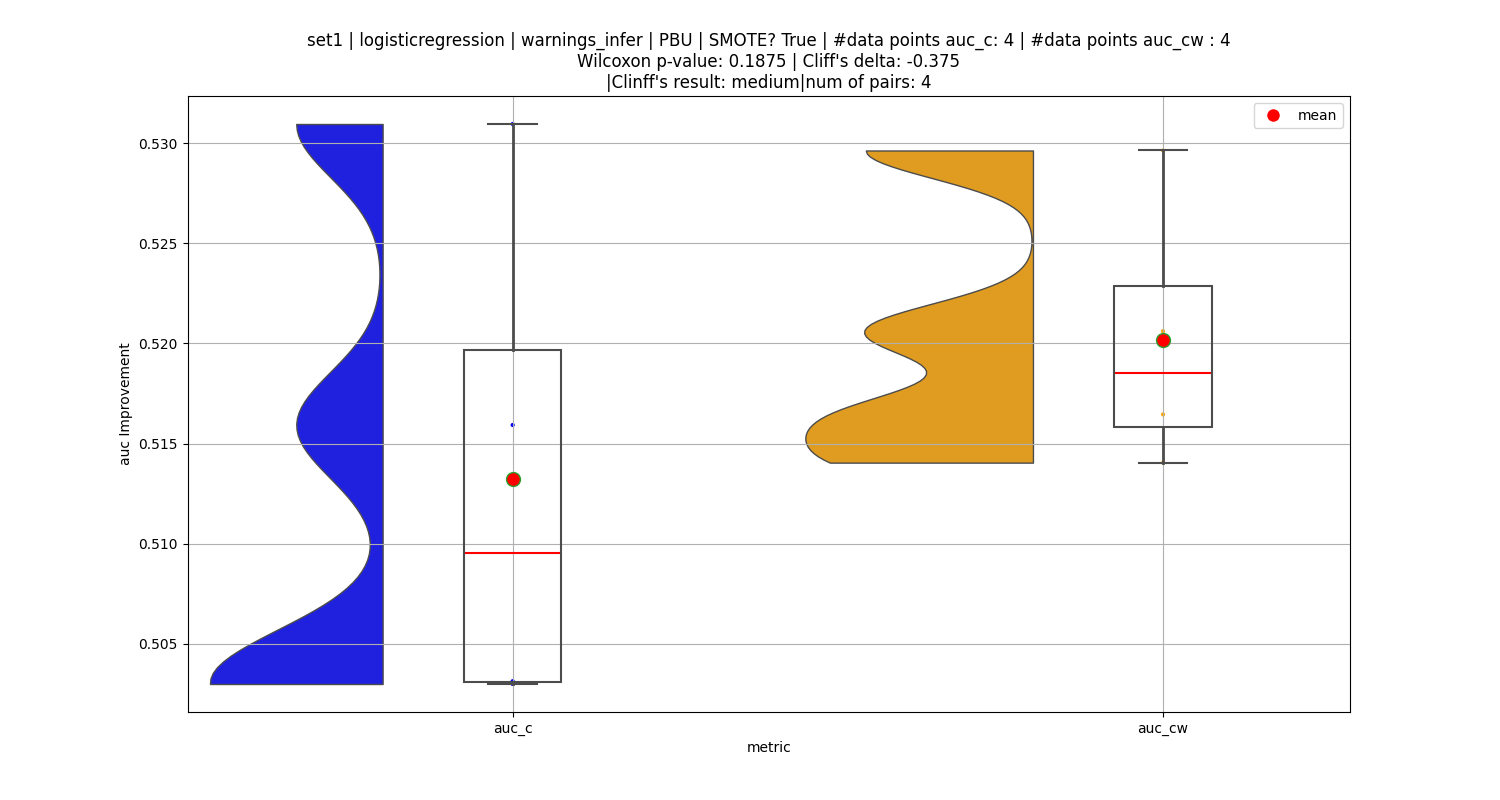 set1 | logisticregression | warnings_infer | PBU | SMOTE? True | #data points auc_c: 4 | #data points auc_cw : 4
Wilcoxon p-value: 0.1875 | Cliff's delta: -0.375
|Clinff's result: medium|num of pairs: 4
mean
0.530
0.525
0.520
0.515
0.510
0.505
auc Improvement
auc_c
auc_cw
metric